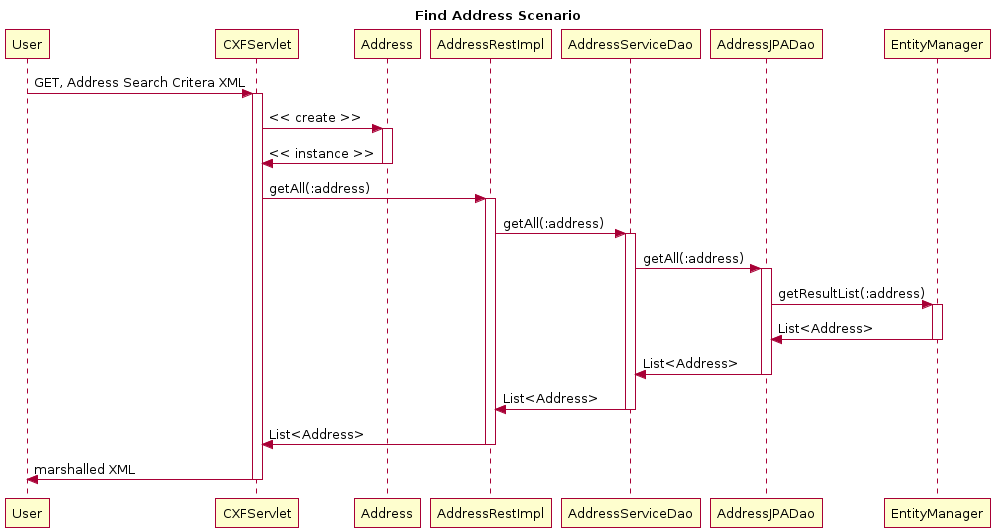 Find Address Scenario
User CXFServlet Address AddressRestImpl AddressServiceDao AddressJPADao EntityManager
GET, Address Search Critera XML
<< create >>
<< instance >>
getAll(:address)
getAll(:address)
getAll(:address)
getResultList(:address)
List<Address>
List<Address>
List<Address>
List<Address>
marshalled XML
User CXFServlet Address AddressRestImpl AddressServiceDao AddressJPADao EntityManager